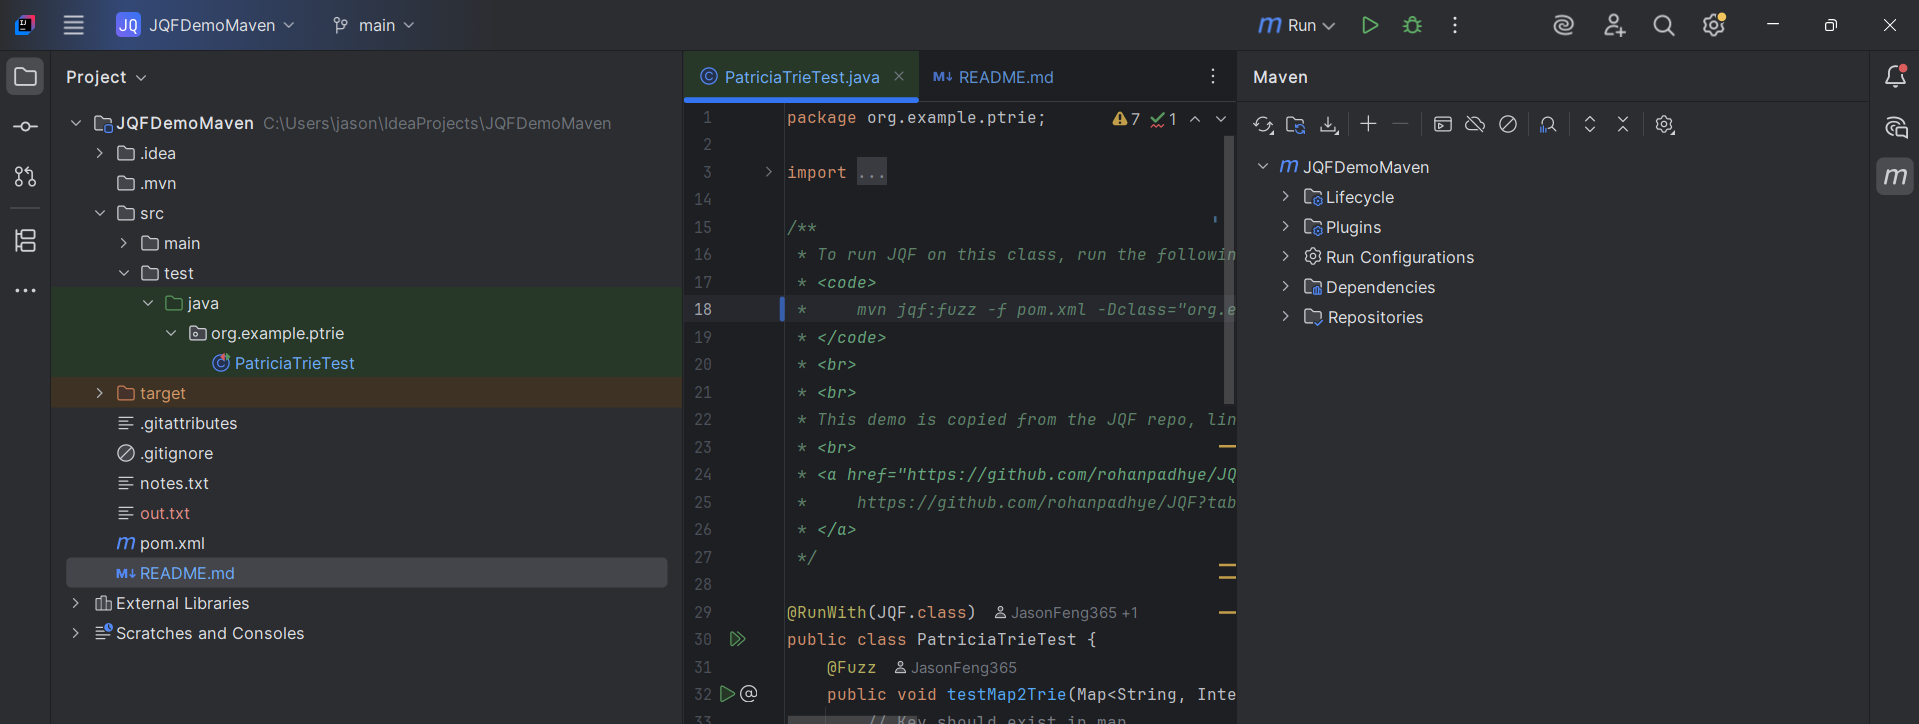 JQ JQFDemoMaven main
m Run
Project
JQFDemoMaven C:\Users\jason\IdeaProjects\JQFDemoMaven
.idea
.mvn
src
main
test
java
org.example.ptrie
PatriciaTrieTest
target
.gitattributes
.gitignore
notes.txt
out.txt
m pom.xml
M↓ README.md
External Libraries
Scratches and Consoles
PatriciaTrieTest.java M↓ README.md
1 package org.example.ptrie; 7 1
2
3 import ...
14
15 /**
16 * To run JQF on this class, run the followin
17 * <code>
18 * mvn jqf:fuzz -f pom.xml -Dclass="org.e
19 * </code>
20 * <br>
21 * <br>
22 * This demo is copied from the JQF repo, lin
23 * <br>
24 * <a href="https://github.com/rohanpadhye/JQ
25 * https://github.com/rohanpadhye/JQF?tab
26 * </a>
27 */
28
29 @RunWith(JQF.class) JasonFeng365 +1
30 public class PatriciaTrieTest {
31 @Fuzz JasonFeng365
32 public void testMap2Trie(Map<String, Inte
33 // Key should exist in map
Maven
m JQFDemoMaven
Lifecycle
Plugins
Run Configurations
Dependencies
Repositories
m